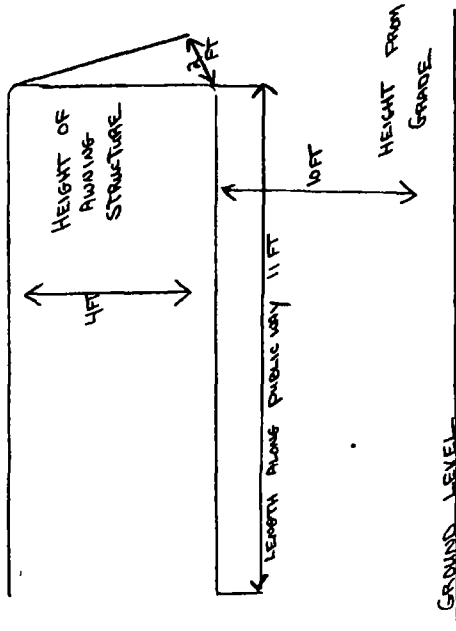 2 FT
HEIGHT OF
AWNING
STRUCTURE
4FT
10FT
HEIGHT FROM
GRADE
LENGTH ALONG PUBLIC WAY 11 FT
GROUND LEVEL